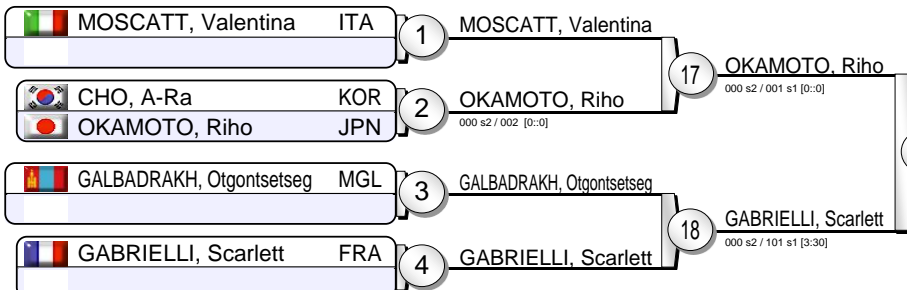 MOSCATT, Valentina ITA
1
MOSCATT, Valentina
17
OKAMOTO, Riho
000 s2 / 001 s1 [0::0]
CHO, A-Ra KOR
OKAMOTO, Riho JPN
2
OKAMOTO, Riho
000 s2 / 002 [0::0]
GALBADRAKH, Otgontsetseg MGL
3
GALBADRAKH, Otgontsetseg
18
GABRIELLI, Scarlett
000 s2 / 101 s1 [3:30]
GABRIELLI, Scarlett FRA
4
GABRIELLI, Scarlett